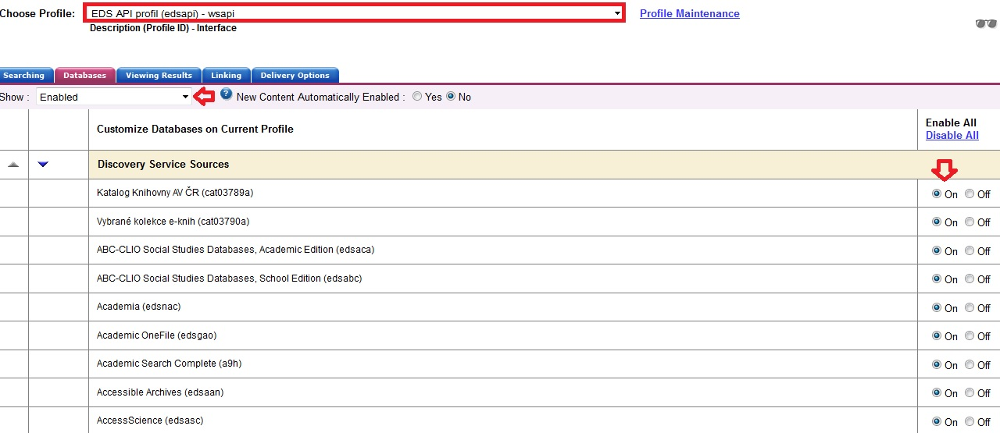 Choose Profile: EDS API profil (edsapi) - wsapi Profile Maintenance
Description (Profile ID) - Interface
Searching Databases Viewing Results Linking Delivery Options
Show : Enabled ? New Content Automatically Enabled : Yes No
Customize Databases on Current Profile Enable All
Disable All
Discovery Service Sources
Katalog Knihovny AV ČR (cat03789a) On Off
Vybrané kolekce e-knih (cat03790a) On Off
ABC-CLIO Social Studies Databases, Academic Edition (edsaca) On Off
ABC-CLIO Social Studies Databases, School Edition (edsabc) On Off
Academia (edsnac) On Off
Academic OneFile (edsgao) On Off
Academic Search Complete (a9h) On Off
Accessible Archives (edsaan) On Off
AccessScience (edsasc) On Off